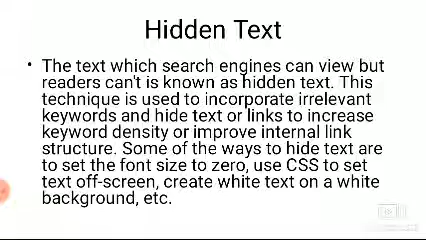 Hidden Text
• The text which search engines can view but
readers can't is known as hidden text. This
technique is used to incorporate irrelevant
keywords and hide text or links to increase
keyword density or improve internal link
structure. Some of the ways to hide text are
to set the font size to zero, use CSS to set
text off-screen, create white text on a white
background, etc.